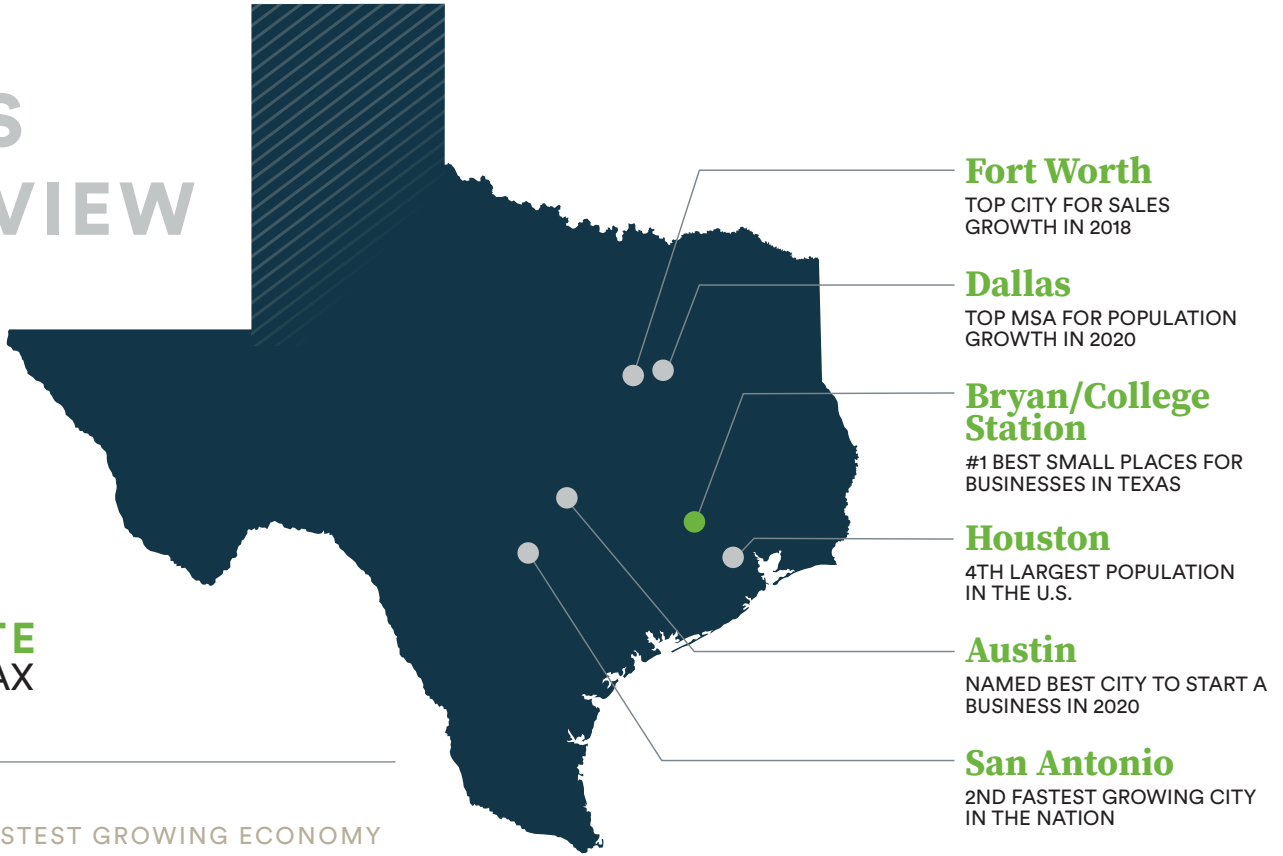 S
VIEW
Fort Worth
TOP CITY FOR SALES
GROWTH IN 2018
Dallas
TOP MSA FOR POPULATION
GROWTH IN 2020
Bryan/College
Station
#1 BEST SMALL PLACES FOR
BUSINESSES IN TEXAS
Houston
4TH LARGEST POPULATION
IN THE U.S.
Austin
NAMED BEST CITY TO START A
BUSINESS IN 2020
San Antonio
2ND FASTEST GROWING CITY
IN THE NATION
TE
AX
STEST GROWING ECONOMY